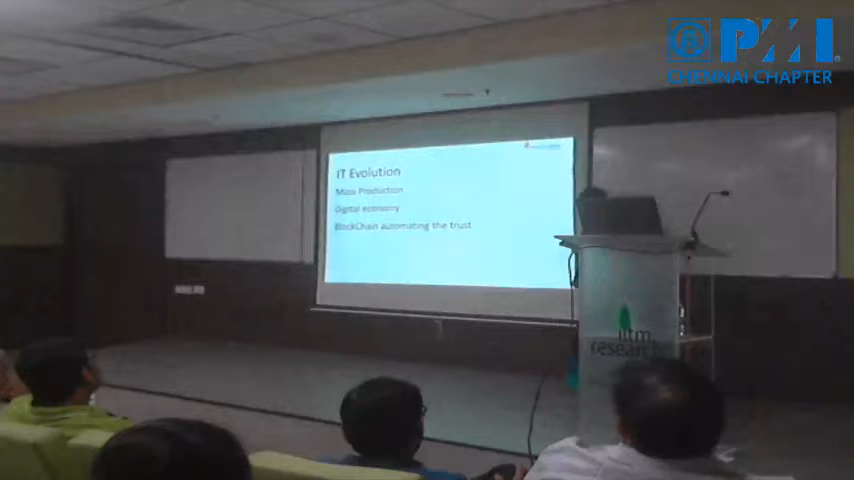 PMI
CHENNAI CHAPTER
IT Evolution
Mass Production
Digital economy
BlockChain automating the trust
iitm
research